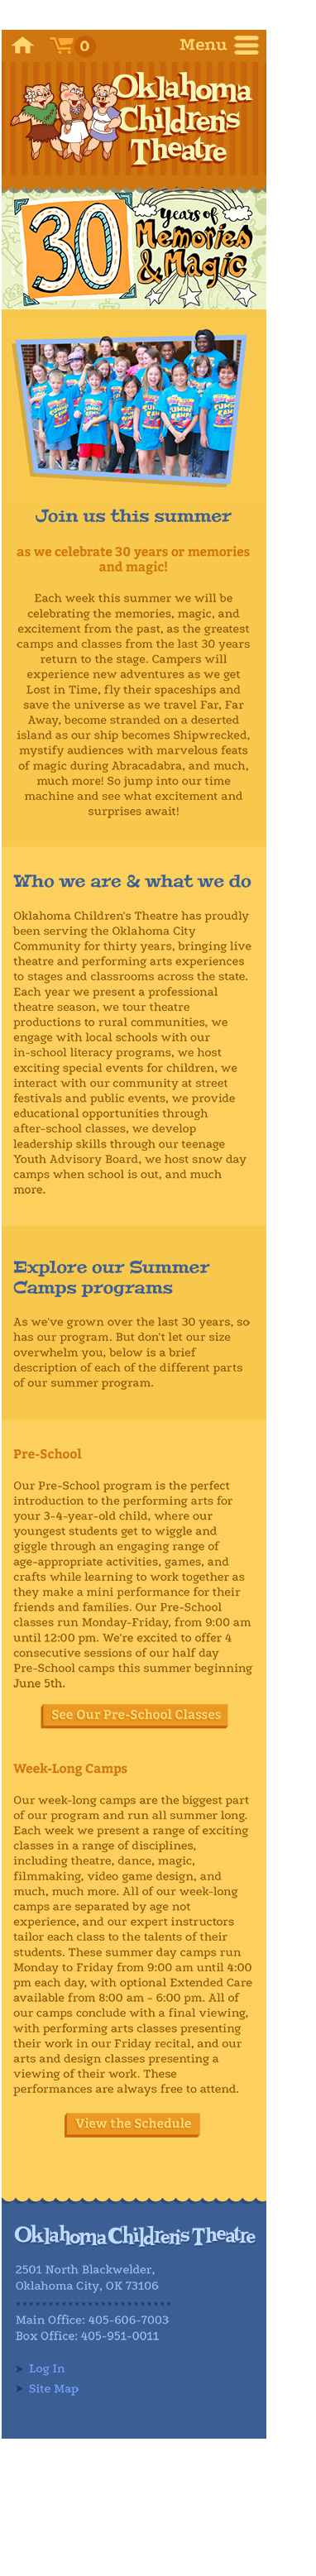 0 Menu
Oklahoma
Children's
Theatre
30 Years of
Memories
& Magic
Join us this summer
as we celebrate 30 years or memories
and magic!
Each week this summer we will be
celebrating the memories, magic, and
excitement from the past, as the greatest
camps and classes from the last 30 years
return to the stage. Campers will
experience new adventures as we get
Lost in Time, fly their spaceships and
save the universe as we travel Far, Far
Away, become stranded on a deserted
island as our ship becomes Shipwrecked,
mystify audiences with marvelous feats
of magic during Abracadabra, and much,
much more! So jump into our time
machine and see what excitement and
surprises await!
Who we are & what we do
Oklahoma Children's Theatre has proudly
been serving the Oklahoma City
Community for thirty years, bringing live
theatre and performing arts experiences
to stages and classrooms across the state.
Each year we present a professional
theatre season, we tour theatre
productions to rural communities, we
engage with local schools with our
in-school literacy programs, we host
exciting special events for children, we
interact with our community at street
festivals and public events, we provide
educational opportunities through
after-school classes, we develop
leadership skills through our teenage
Youth Advisory Board, we host snow day
camps when school is out, and much
more.
Explore our Summer
Camps programs
As we've grown over the last 30 years, so
has our program. But don't let our size
overwhelm you, below is a brief
description of each of the different parts
of our summer program.
Pre-School
Our Pre-School program is the perfect
introduction to the performing arts for
your 3-4-year-old child, where our
youngest students get to wiggle and
giggle through an engaging range of
age-appropriate activities, games, and
crafts while learning to work together as
they make a mini performance for their
friends and families. Our Pre-School
classes run Monday-Friday, from 9:00 am
until 12:00 pm. We're excited to offer 4
consecutive sessions of our half day
Pre-School camps this summer beginning
June 5th.
See Our Pre-School Classes
Week-Long Camps
Our week-long camps are the biggest part
of our program and run all summer long.
Each week we present a range of exciting
classes in a range of disciplines,
including theatre, dance, magic,
filmmaking, video game design, and
much, much more. All of our week-long
camps are separated by age not
experience, and our expert instructors
tailor each class to the talents of their
students. These summer day camps run
Monday to Friday from 9:00 am until 4:00
pm each day, with optional Extended Care
available from 8:00 am - 6:00 pm. All of
our camps conclude with a final viewing,
with performing arts classes presenting
their work in our Friday recital, and our
arts and design classes presenting a
viewing of their work. These
performances are always free to attend.
View the Schedule
Oklahoma Children's Theatre
2501 North Blackwelder,
Oklahoma City, OK 73106
Main Office: 405-606-7003
Box Office: 405-951-0011
Log In
Site Map